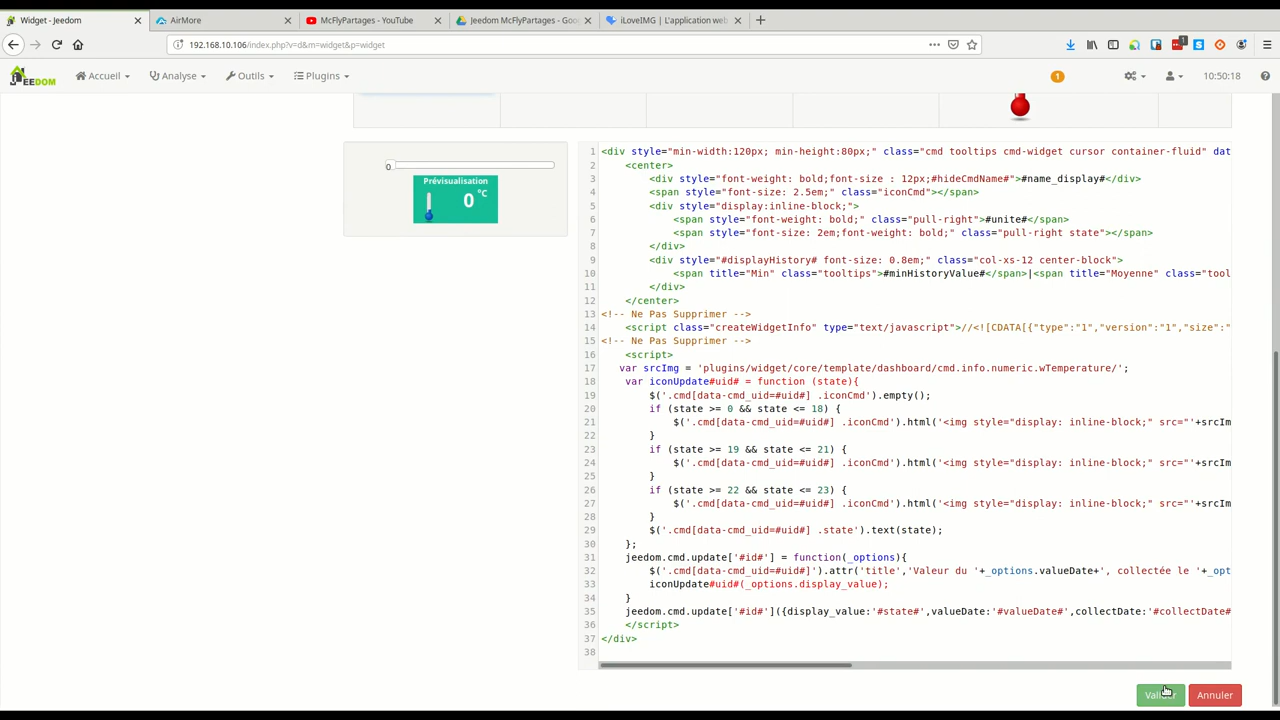 Widget - Jeedom
AirMore
McFlyPartages - YouTube
Jeedom McFlyPartages - Goo
iLoveIMG | L'application web
192.168.10.106/index.php?v=d&m=widget&p=widget
1
JEEDOM
Accueil
Analyse
Outils
Plugins
1
10:50:18
0
Prévisualisation
0 °C
1 <div style="min-width:120px; min-height:80px;" class="cmd tooltips cmd-widget cursor container-fluid" dat
2 <center>
3 <div style="font-weight: bold;font-size : 12px;#hideCmdName#">#name_display#</div>
4 <span style="font-size: 2.5em;" class="iconCmd"></span>
5 <div style="display:inline-block;">
6 <span style="font-weight: bold;" class="pull-right">#unite#</span>
7 <span style="font-size: 2em;font-weight: bold;" class="pull-right state"></span>
8 </div>
9 <div style="#displayHistory# font-size: 0.8em;" class="col-xs-12 center-block">
10 <span title="Min" class="tooltips">#minHistoryValue#</span>|<span title="Moyenne" class="tool
11 </div>
12 </center>
13 <!-- Ne Pas Supprimer -->
14 <script class="createWidgetInfo" type="text/javascript">//<![CDATA[{"type":"1","version":"1","size":"
15 <!-- Ne Pas Supprimer -->
16 <script>
17 var srcImg = 'plugins/widget/core/template/dashboard/cmd.info.numeric.wTemperature/';
18 var iconUpdate#uid# = function (state){
19 $('.cmd[data-cmd_uid=#uid#] .iconCmd').empty();
20 if (state >= 0 && state <= 18) {
21 $('.cmd[data-cmd_uid=#uid#] .iconCmd').html('<img style="display: inline-block;" src="'+srcIm
22 }
23 if (state >= 19 && state <= 21) {
24 $('.cmd[data-cmd_uid=#uid#] .iconCmd').html('<img style="display: inline-block;" src="'+srcIm
25 }
26 if (state >= 22 && state <= 23) {
27 $('.cmd[data-cmd_uid=#uid#] .iconCmd').html('<img style="display: inline-block;" src="'+srcIm
28 }
29 $('.cmd[data-cmd_uid=#uid#] .state').text(state);
30 };
31 jeedom.cmd.update['#id#'] = function(_options){
32 $('.cmd[data-cmd_uid=#uid#]').attr('title','Valeur du '+_options.valueDate+', collectée le '+_opt
33 iconUpdate#uid#(_options.display_value);
34 }
35 jeedom.cmd.update['#id#']({display_value:'#state#',valueDate:'#valueDate#',collectDate:'#collectDate#
36 </script>
37 </div>
38
Valider
Annuler